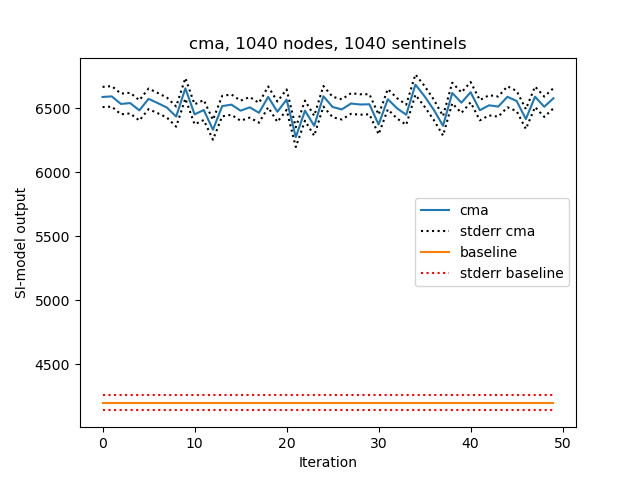 cma, 1040 nodes, 1040 sentinels
SI-model output
6500
6000
5500
5000
4500
cma
stderr cma
baseline
stderr baseline
0 10 20 30 40 50
Iteration